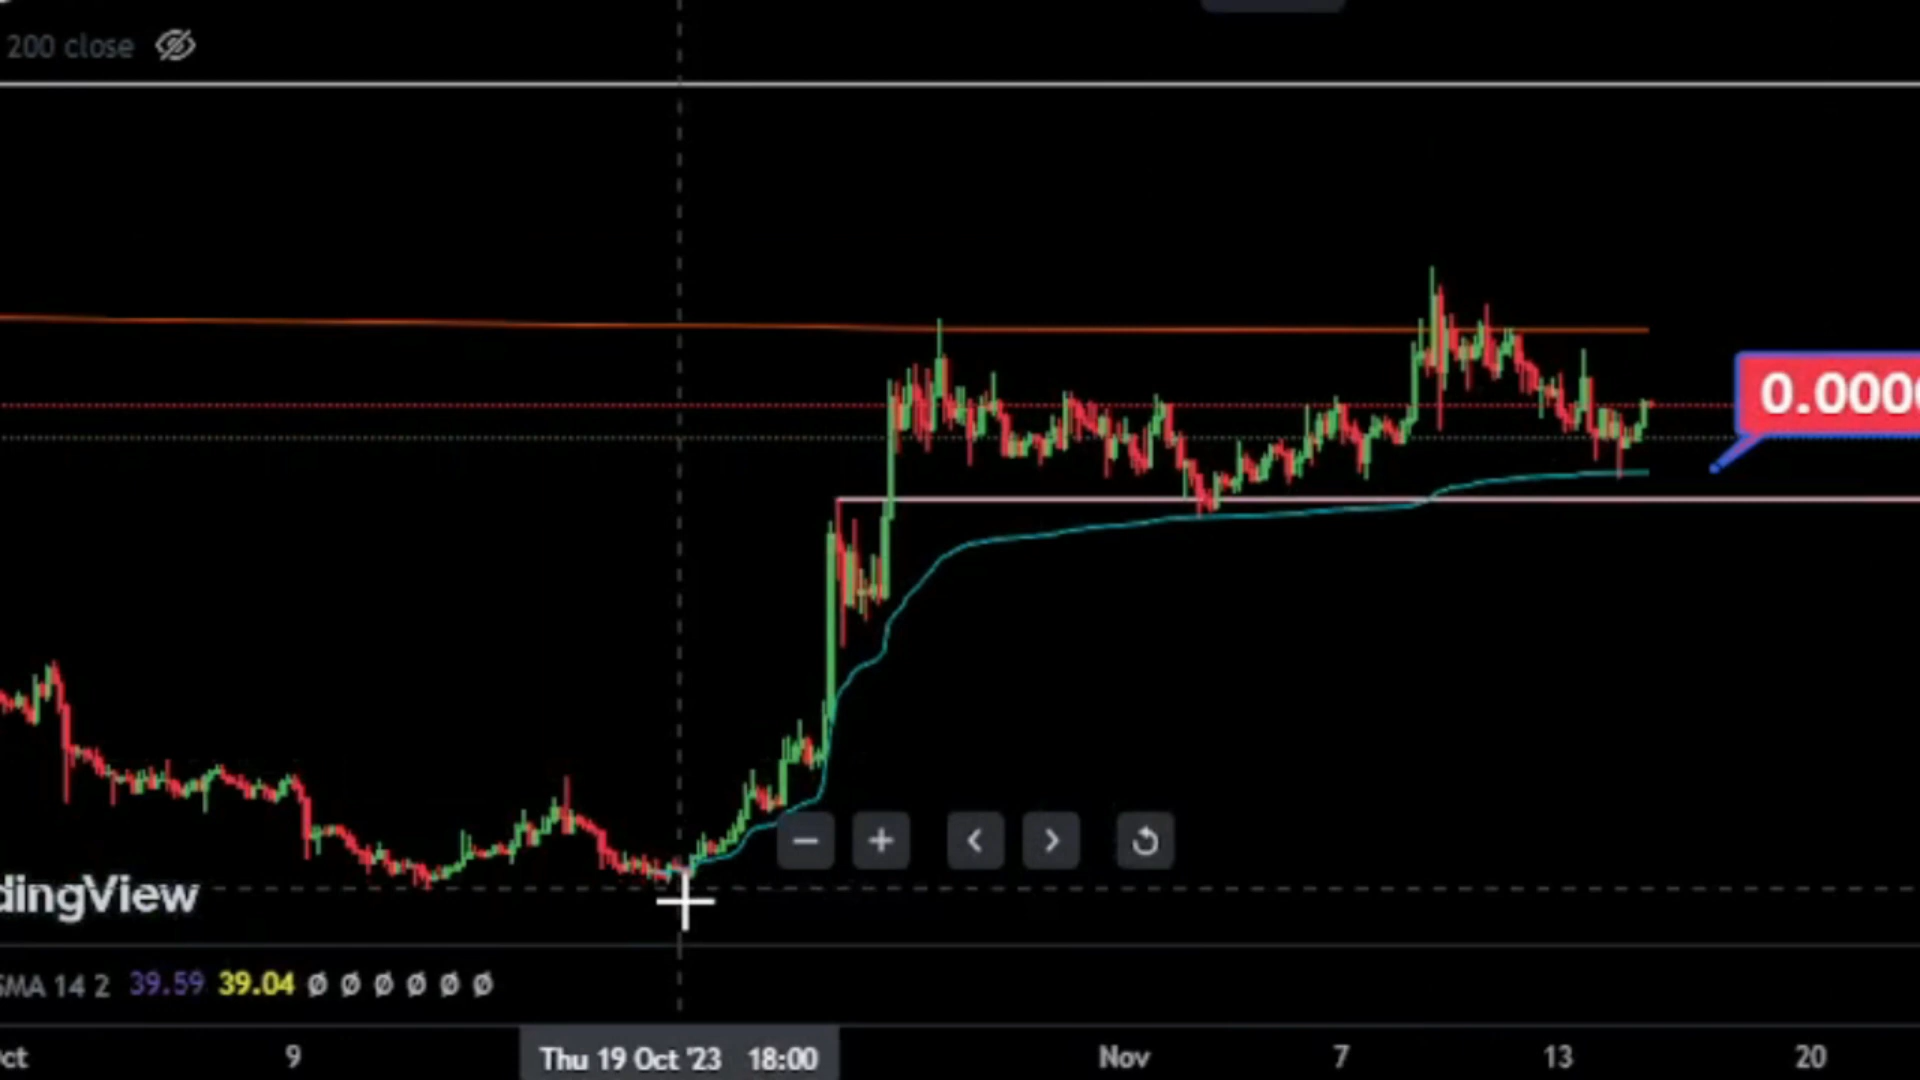 200 close
0.000
dingView
SMA 14 2 39.59 39.04 Ø Ø Ø Ø Ø Ø
ct 9 Thu 19 Oct '23 18:00 Nov 7 13 20